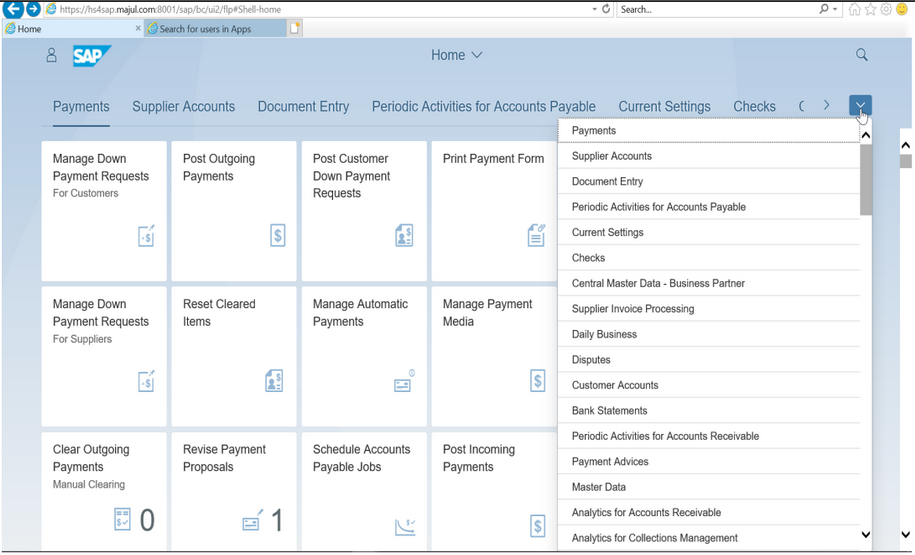 https://hs4sap.majul.com:8001/sap/bc/ui2/flp#Shell-home
Search...
Home
Search for users in Apps
SAP
Home
Payments
Supplier Accounts
Document Entry
Periodic Activities for Accounts Payable
Current Settings
Checks
Manage Down
Payment Requests
For Customers
Post Outgoing
Payments
Post Customer
Down Payment
Requests
Print Payment Form
Manage Down
Payment Requests
For Suppliers
Reset Cleared
Items
Manage Automatic
Payments
Manage Payment
Media
Clear Outgoing
Payments
Manual Clearing
0
Revise Payment
Proposals
1
Schedule Accounts
Payable Jobs
Post Incoming
Payments
Payments
Supplier Accounts
Document Entry
Periodic Activities for Accounts Payable
Current Settings
Checks
Central Master Data - Business Partner
Supplier Invoice Processing
Daily Business
Disputes
Customer Accounts
Bank Statements
Periodic Activities for Accounts Receivable
Payment Advices
Master Data
Analytics for Accounts Receivable
Analytics for Collections Management